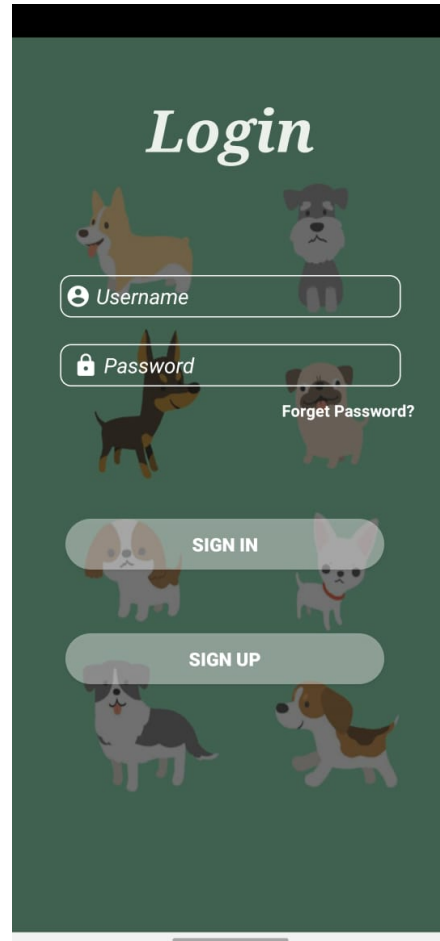 Login
Username
Password
Forget Password?
SIGN IN
SIGN UP